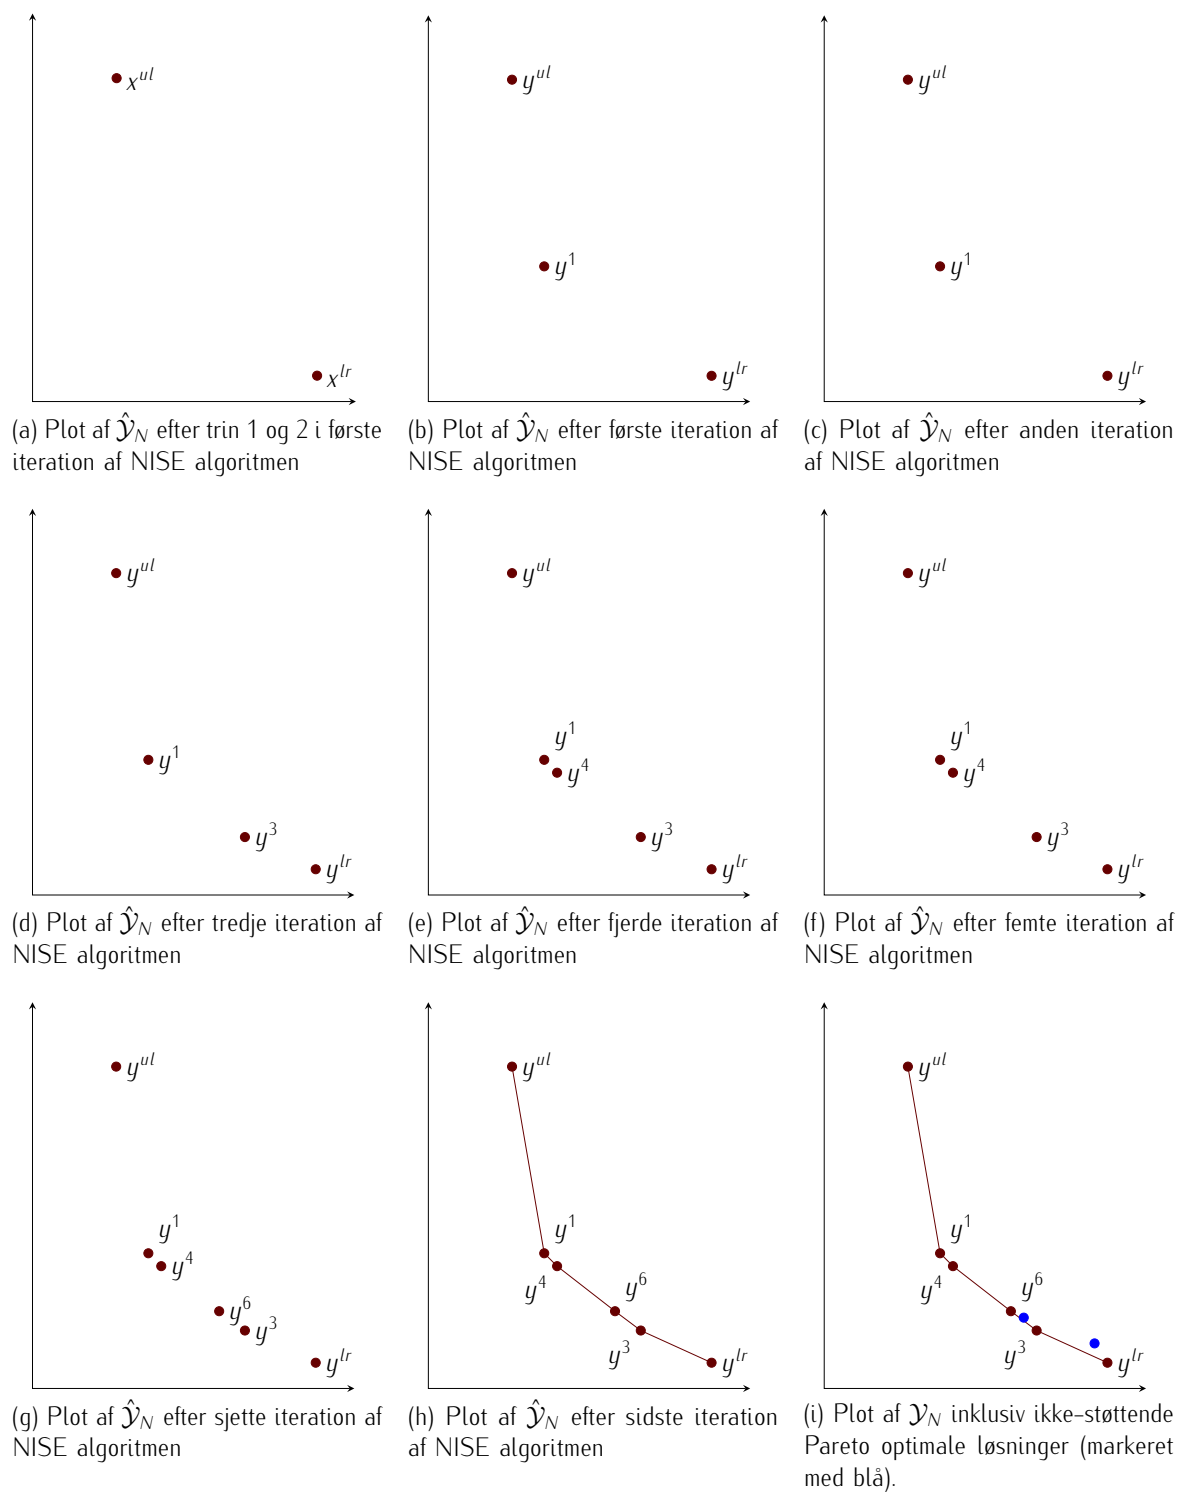 x^{ul}
x^{lr}
(a) Plot af 𝒴̂_N efter trin 1 og 2 i første
iteration af NISE algoritmen
y^{ul}
y^1
y^{lr}
(b) Plot af 𝒴̂_N efter første iteration af
NISE algoritmen
y^{ul}
y^1
y^{lr}
(c) Plot af 𝒴̂_N efter anden iteration
af NISE algoritmen
y^{ul}
y^1
y^3
y^{lr}
(d) Plot af 𝒴̂_N efter tredje iteration af
NISE algoritmen
y^{ul}
y^1
y^4
y^3
y^{lr}
(e) Plot af 𝒴̂_N efter fjerde iteration af
NISE algoritmen
y^{ul}
y^1
y^4
y^3
y^{lr}
(f) Plot af 𝒴̂_N efter femte iteration af
NISE algoritmen
y^{ul}
y^1
y^4
y^6
y^3
y^{lr}
(g) Plot af 𝒴̂_N efter sjette iteration af
NISE algoritmen
y^{ul}
y^1
y^4
y^6
y^3
y^{lr}
(h) Plot af 𝒴̂_N efter sidste iteration
af NISE algoritmen
y^{ul}
y^1
y^4
y^6
y^3
y^{lr}
(i) Plot af 𝒴_N inklusiv ikke-støttende
Pareto optimale løsninger (markeret
med blå).